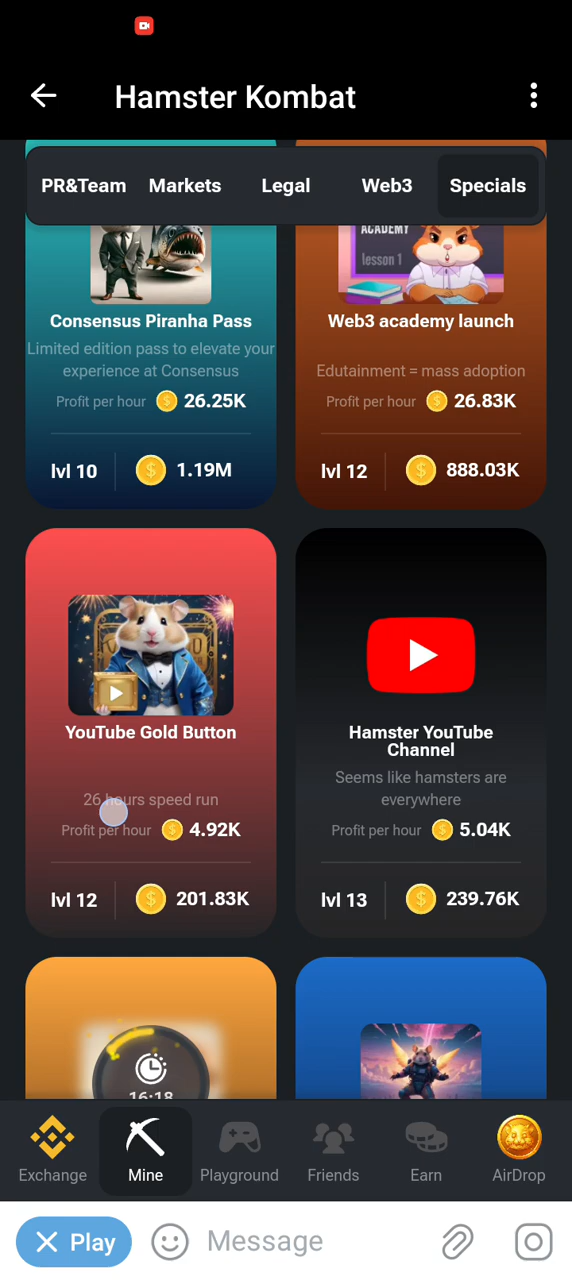 Hamster Kombat
PR&Team Markets Legal Web3 Specials
ACADEMY
lesson 1
Consensus Piranha Pass
Limited edition pass to elevate your
experience at Consensus
Profit per hour 26.25K
lvl 10 1.19M
Web3 academy launch
Edutainment = mass adoption
Profit per hour 26.83K
lvl 12 888.03K
YouTube Gold Button
26 hours speed run
Profit per hour 4.92K
lvl 12 201.83K
Hamster YouTube
Channel
Seems like hamsters are
everywhere
Profit per hour 5.04K
lvl 13 239.76K
16:18
Exchange Mine Playground Friends Earn AirDrop
Play Message